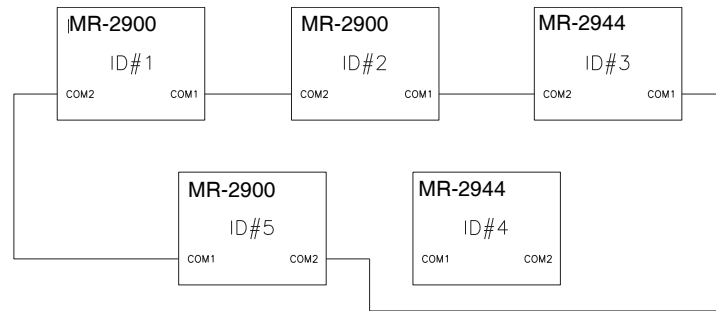 MR-2900
ID#1
COM2 COM1
MR-2900
ID#2
COM2 COM1
MR-2944
ID#3
COM2 COM1
MR-2900
ID#5
COM1 COM2
MR-2944
ID#4
COM1 COM2